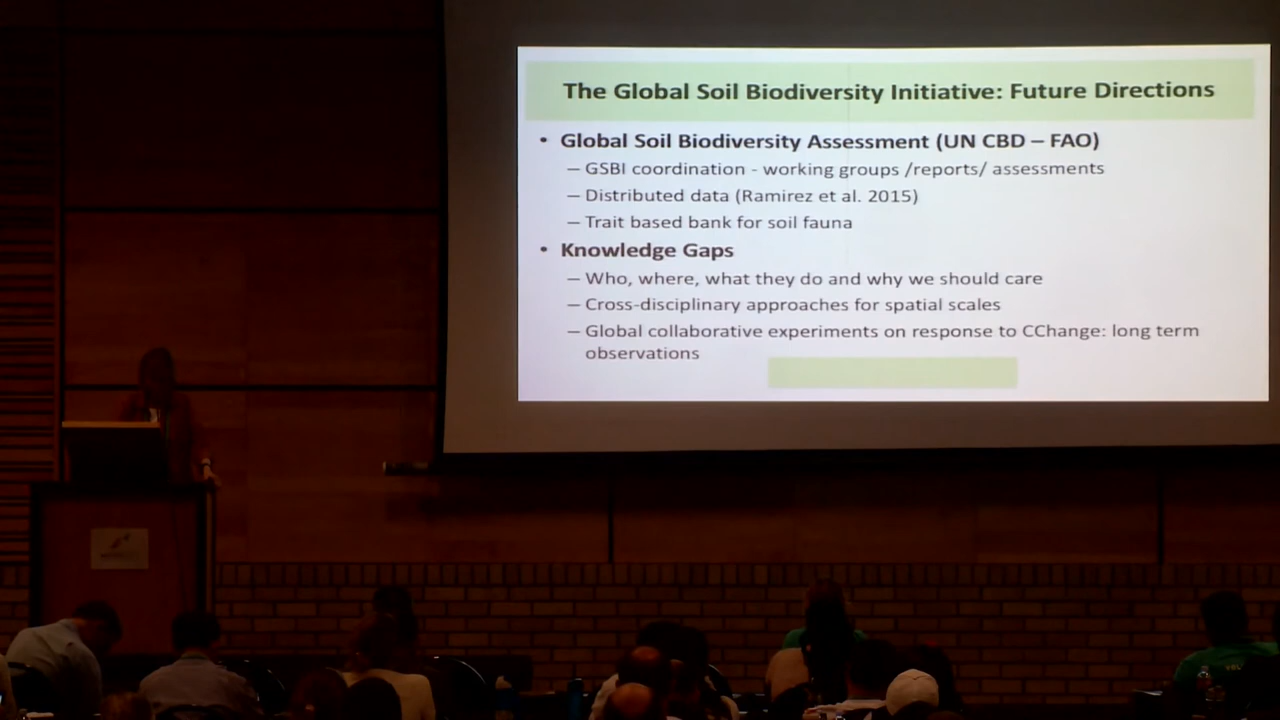 The Global Soil Biodiversity Initiative: Future Directions
• Global Soil Biodiversity Assessment (UN CBD – FAO)
– GSBI coordination - working groups /reports/ assessments
– Distributed data (Ramirez et al. 2015)
– Trait based bank for soil fauna
• Knowledge Gaps
– Who, where, what they do and why we should care
– Cross-disciplinary approaches for spatial scales
– Global collaborative experiments on response to CChange: long term
observations